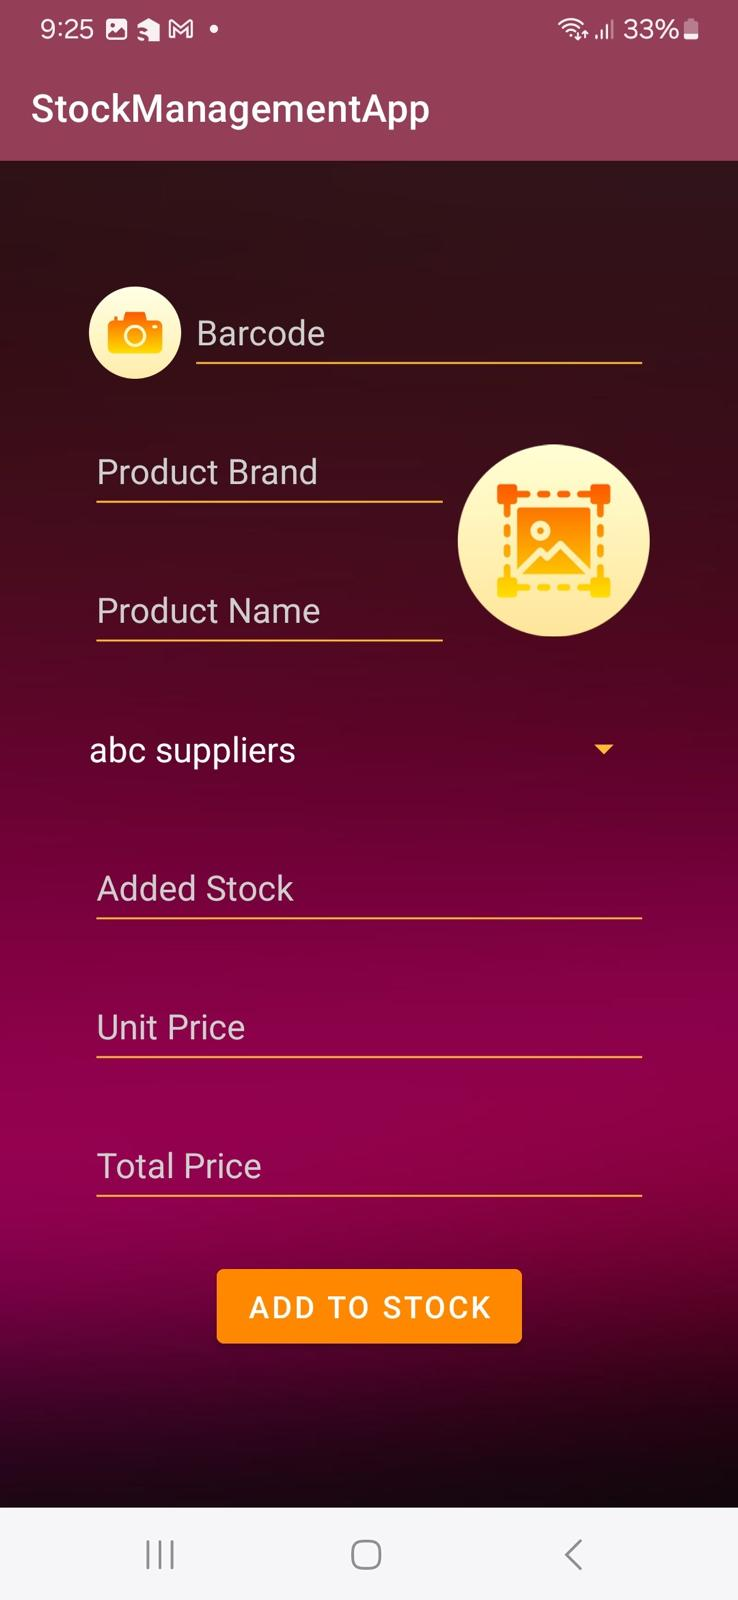 9:25
33%
StockManagementApp
Barcode
Product Brand
Product Name
abc suppliers
Added Stock
Unit Price
Total Price
ADD TO STOCK